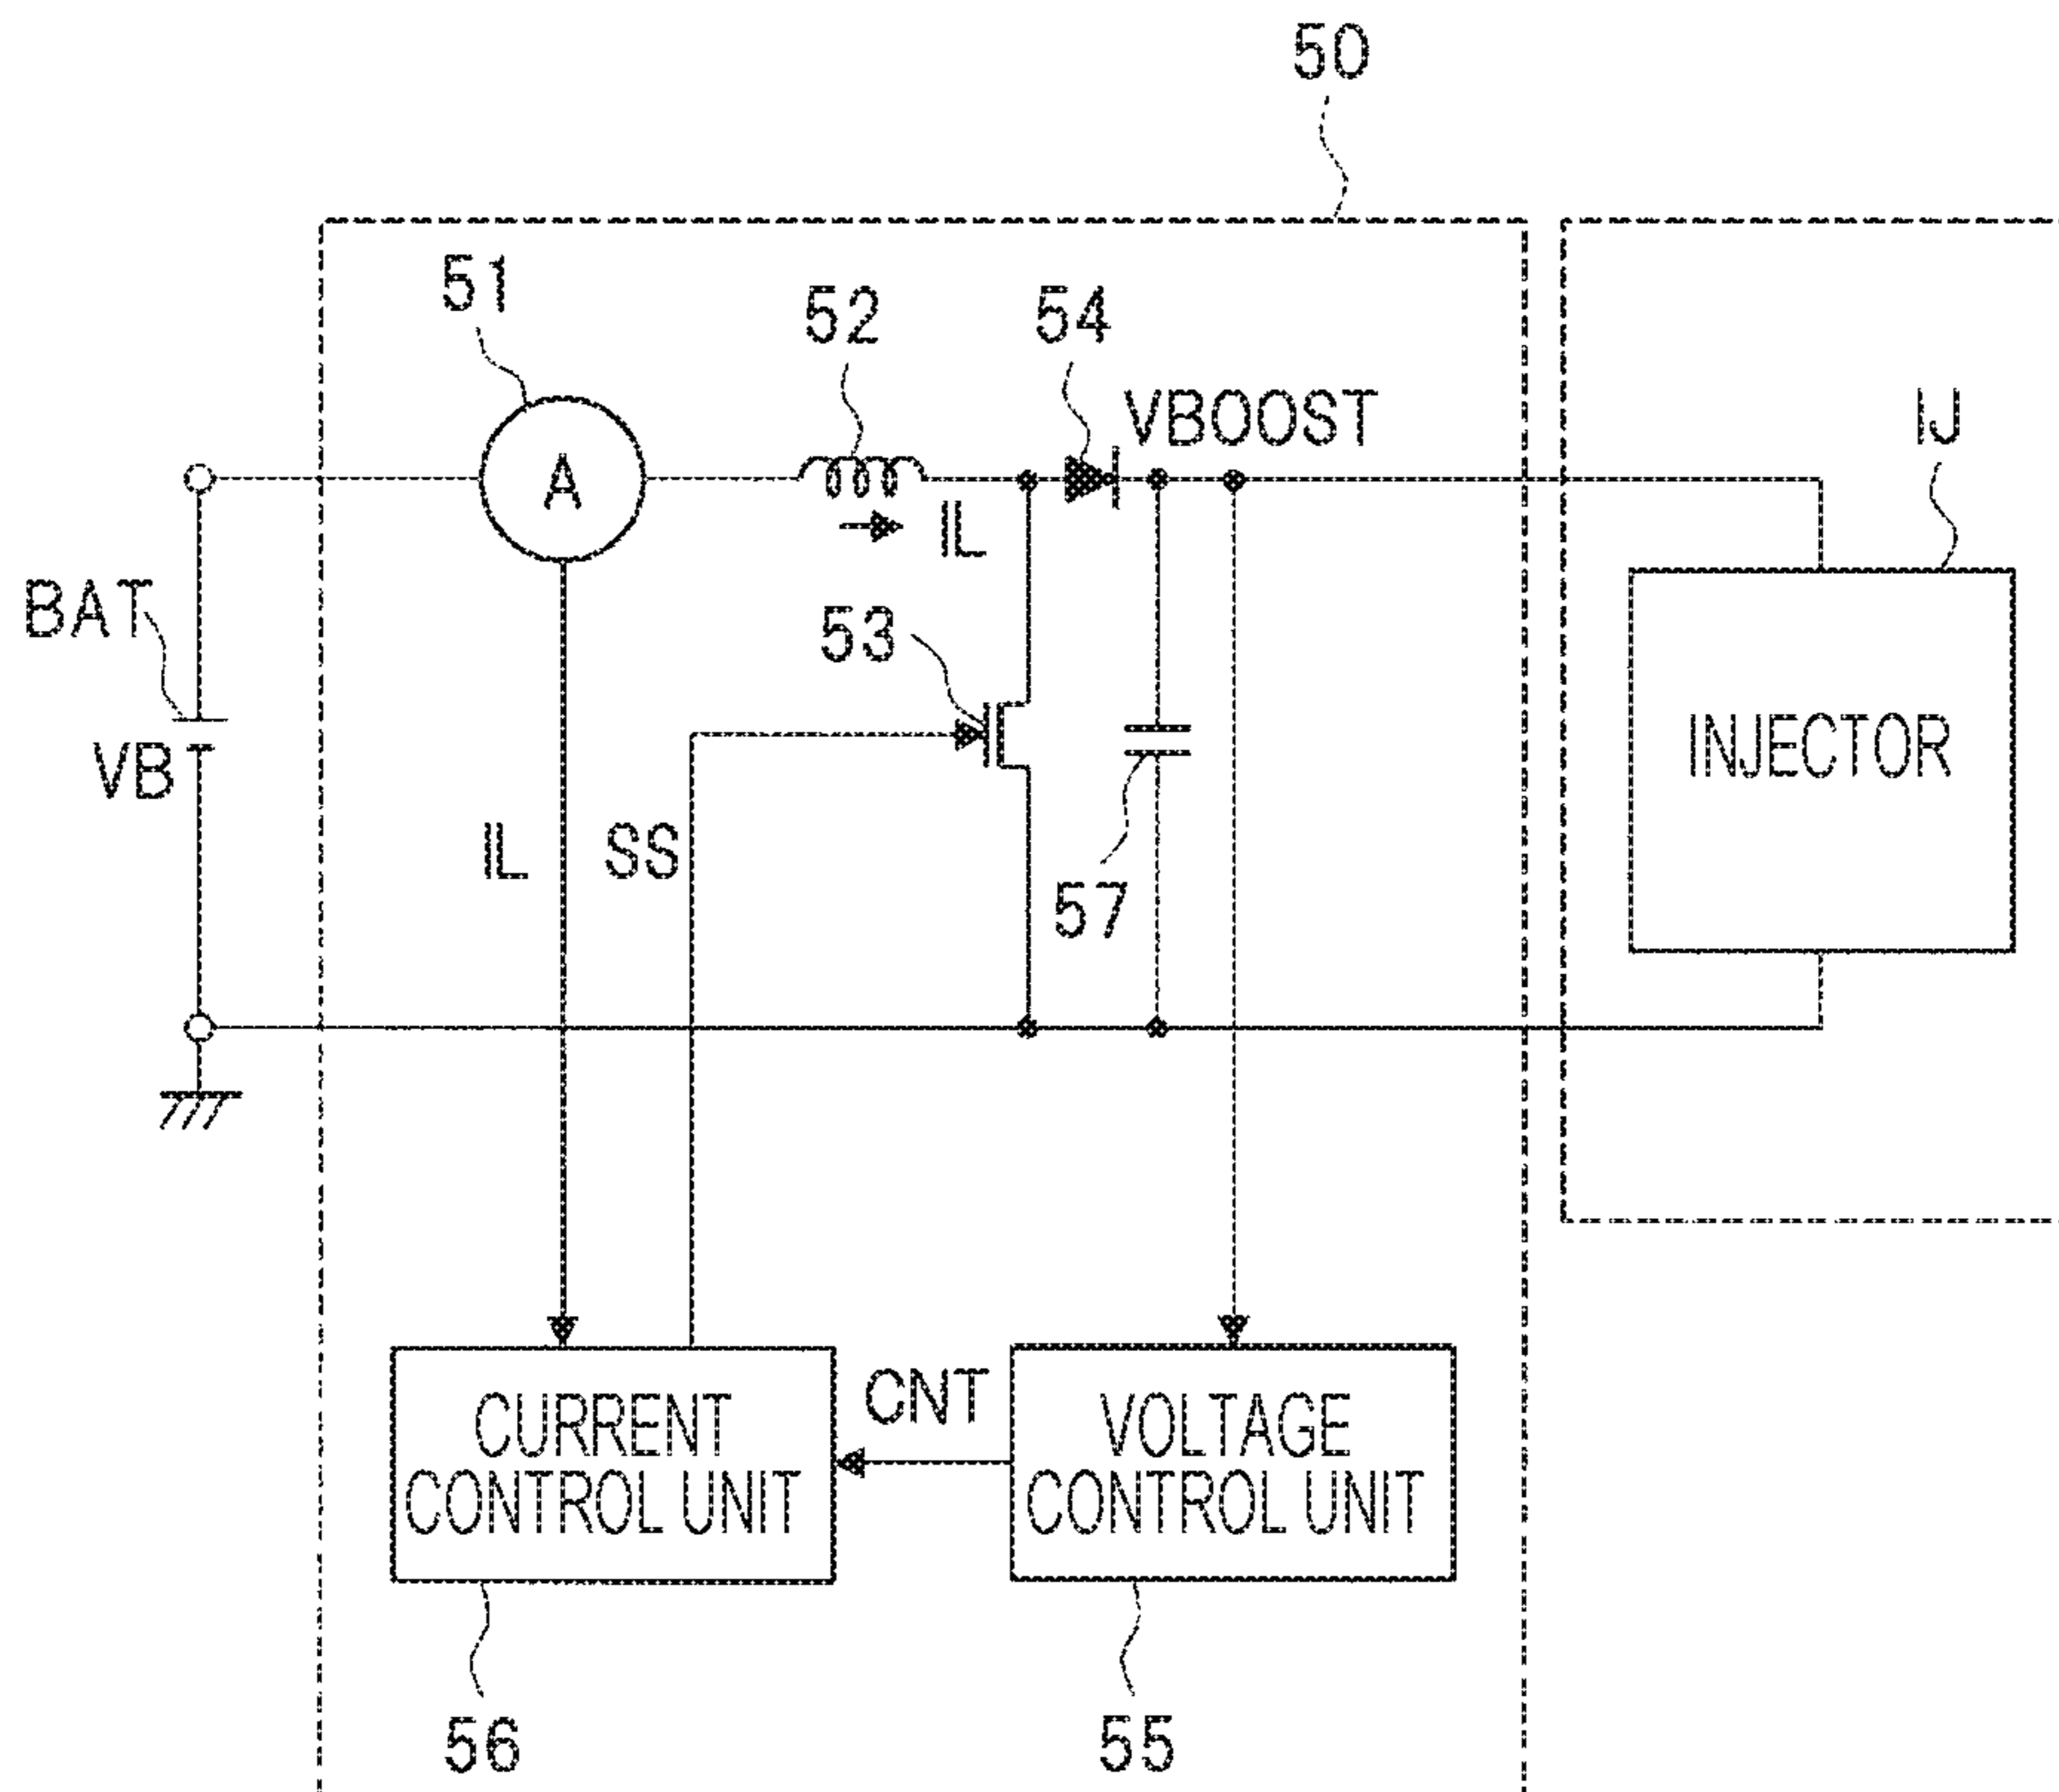 50
51
52
54
VBOOST
IJ
A
IL
BAT
53
INJECTOR
VB
IL
SS
57
CURRENT
CONTROL UNIT
CNT
VOLTAGE
CONTROL UNIT
56
55